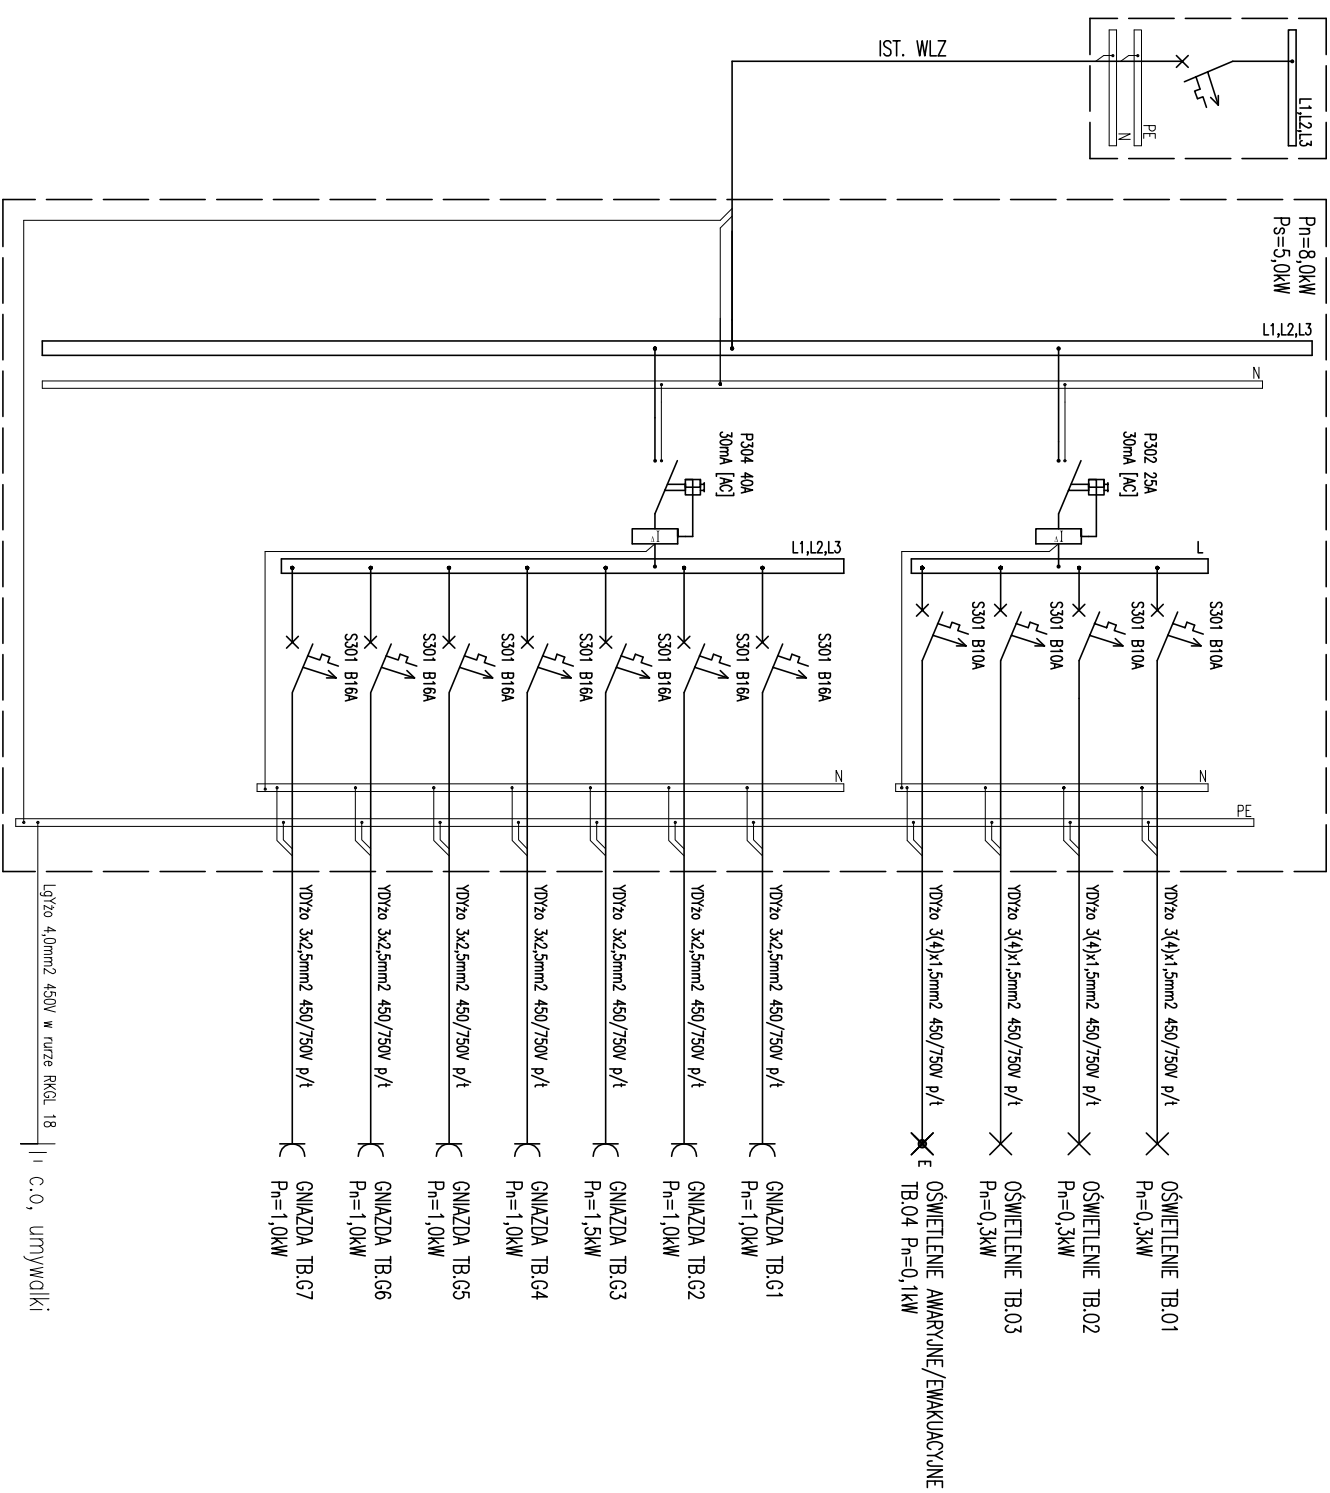 IST. WLZ
L1,L2,L3
PE
N
Pn=8,0kW
Ps=5,0kW
L1,L2,L3
N
P302 25A
30mA [AC]
P304 40A
30mA [AC]
ΔI
ΔI
L
L1,L2,L3
S301 B10A
S301 B10A
S301 B10A
S301 B10A
S301 B16A
S301 B16A
S301 B16A
S301 B16A
S301 B16A
S301 B16A
S301 B16A
N
N
PE
YDYżo 3(4)x1,5mm2 450/750V p/t
YDYżo 3(4)x1,5mm2 450/750V p/t
YDYżo 3(4)x1,5mm2 450/750V p/t
YDYżo 3(4)x1,5mm2 450/750V p/t
YDYżo 3x2,5mm2 450/750V p/t
YDYżo 3x2,5mm2 450/750V p/t
YDYżo 3x2,5mm2 450/750V p/t
YDYżo 3x2,5mm2 450/750V p/t
YDYżo 3x2,5mm2 450/750V p/t
YDYżo 3x2,5mm2 450/750V p/t
YDYżo 3x2,5mm2 450/750V p/t
LgYżo 4,0mm2 450V w rurze RKGL 18
OŚWIETLENIE TB.O1
Pn=0,3kW
OŚWIETLENIE TB.O2
Pn=0,3kW
OŚWIETLENIE TB.O3
Pn=0,3kW
E
OŚWIETLENIE AWARYJNE/EWAKUACYJNE
TB.O4 Pn=0,1kW
GNIAZDA TB.G1
Pn=1,0kW
GNIAZDA TB.G2
Pn=1,0kW
GNIAZDA TB.G3
Pn=1,5kW
GNIAZDA TB.G4
Pn=1,0kW
GNIAZDA TB.G5
Pn=1,0kW
GNIAZDA TB.G6
Pn=1,0kW
GNIAZDA TB.G7
Pn=1,0kW
C.O, umywalki